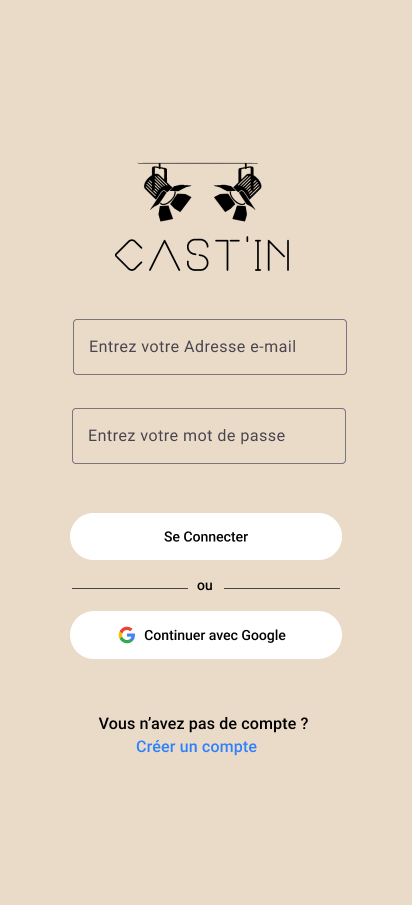 CAST'IN
Entrez votre Adresse e-mail
Entrez votre mot de passe
Se Connecter
ou
Continuer avec Google
Vous n’avez pas de compte ?
Créer un compte